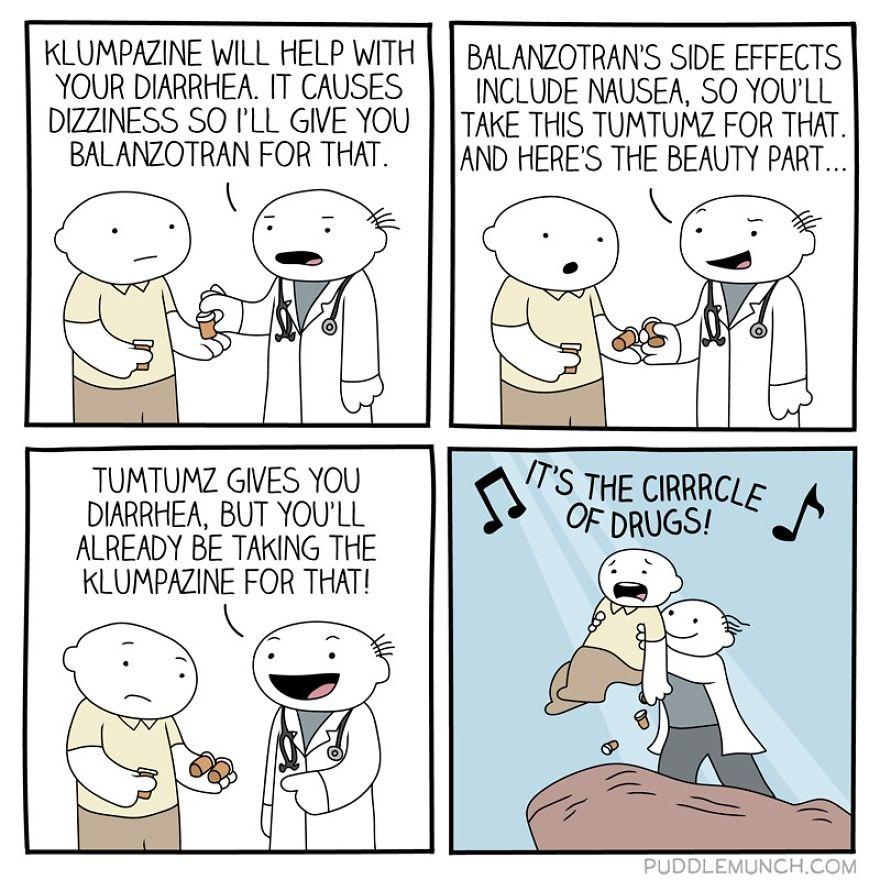 KLUMPAZINE WILL HELP WITH
YOUR DIARRHEA. IT CAUSES
DIZZINESS SO I'LL GIVE YOU
BALANZOTRAN FOR THAT.
BALANZOTRAN'S SIDE EFFECTS
INCLUDE NAUSEA, SO YOU'LL
TAKE THIS TUMTUMZ FOR THAT.
AND HERE'S THE BEAUTY PART...
TUMTUMZ GIVES YOU
DIARRHEA, BUT YOU'LL
ALREADY BE TAKING THE
KLUMPAZINE FOR THAT!
IT'S THE CIRRRCLE
OF DRUGS!
PUDDLEMUNCH.COM